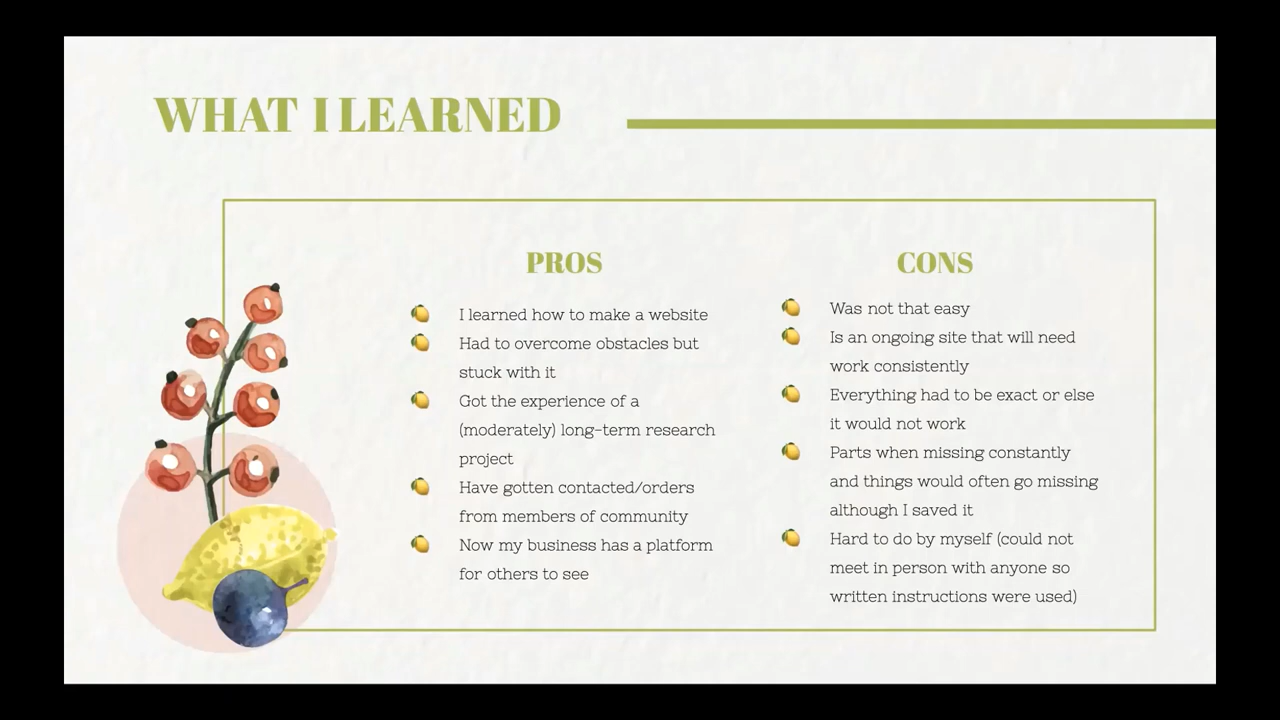 WHAT I LEARNED
PROS
I learned how to make a website
Had to overcome obstacles but
stuck with it
Got the experience of a
(moderately) long-term research
project
Have gotten contacted/orders
from members of community
Now my business has a platform
for others to see
CONS
Was not that easy
Is an ongoing site that will need
work consistently
Everything had to be exact or else
it would not work
Parts when missing constantly
and things would often go missing
although I saved it
Hard to do by myself (could not
meet in person with anyone so
written instructions were used)